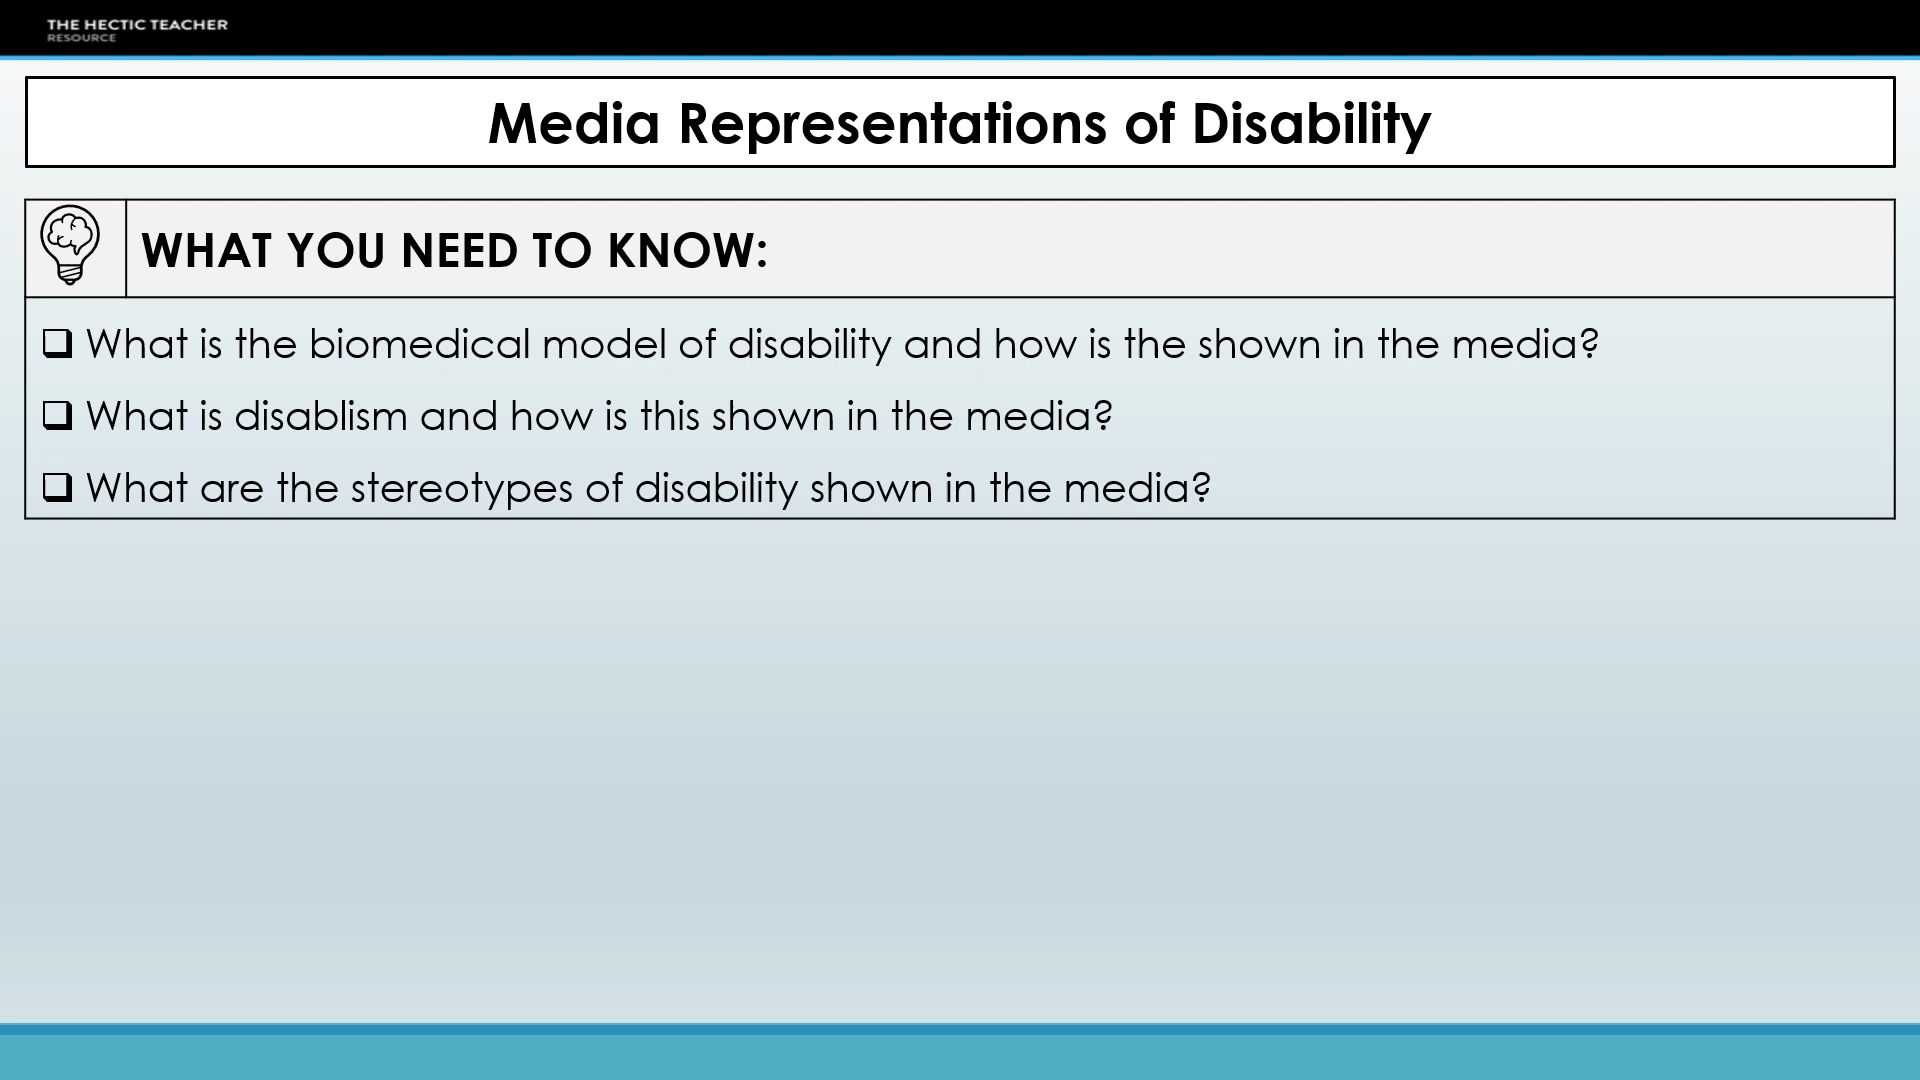 THE HECTIC TEACHER
RESOURCE
Media Representations of Disability
WHAT YOU NEED TO KNOW:
What is the biomedical model of disability and how is the shown in the media?
What is disablism and how is this shown in the media?
What are the stereotypes of disability shown in the media?